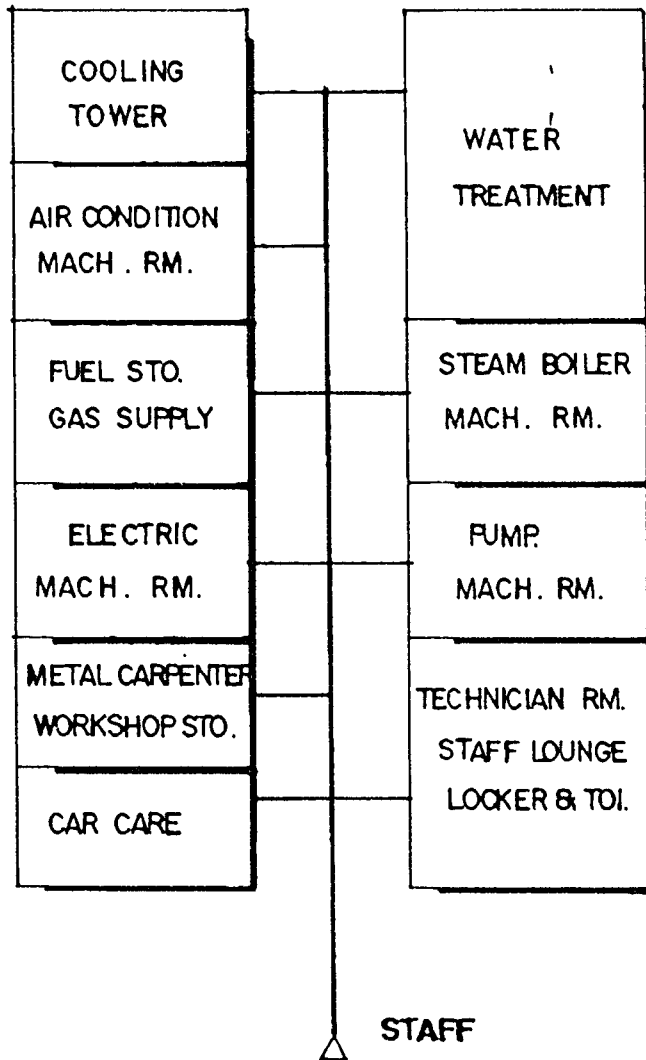 COOLING
TOWER
AIR CONDITION
MACH. RM.
FUEL STO.
GAS SUPPLY
ELECTRIC
MACH. RM.
METAL CARPENTER
WORKSHOP STO.
CAR CARE
WATER
TREATMENT
STEAM BOILER
MACH. RM.
PUMP.
MACH. RM.
TECHNICIAN RM.
STAFF LOUNGE
LOCKER & TOI.
STAFF